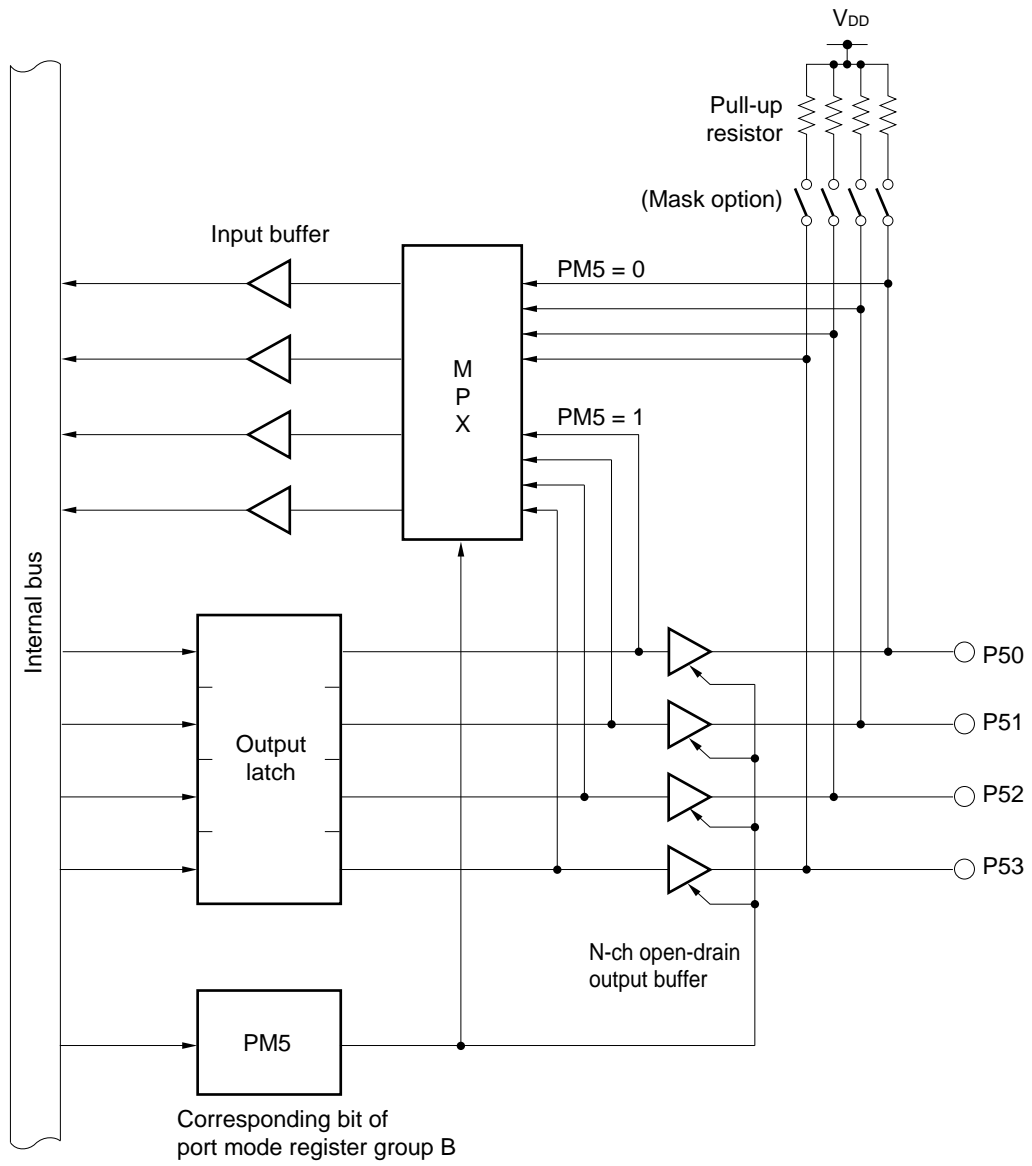 VDD
Pull-up
resistor
(Mask option)
Input buffer
PM5 = 0
M
P
X
PM5 = 1
Internal bus
P50
P51
Output
latch
P52
P53
N-ch open-drain
output buffer
PM5
Corresponding bit of
port mode register group B